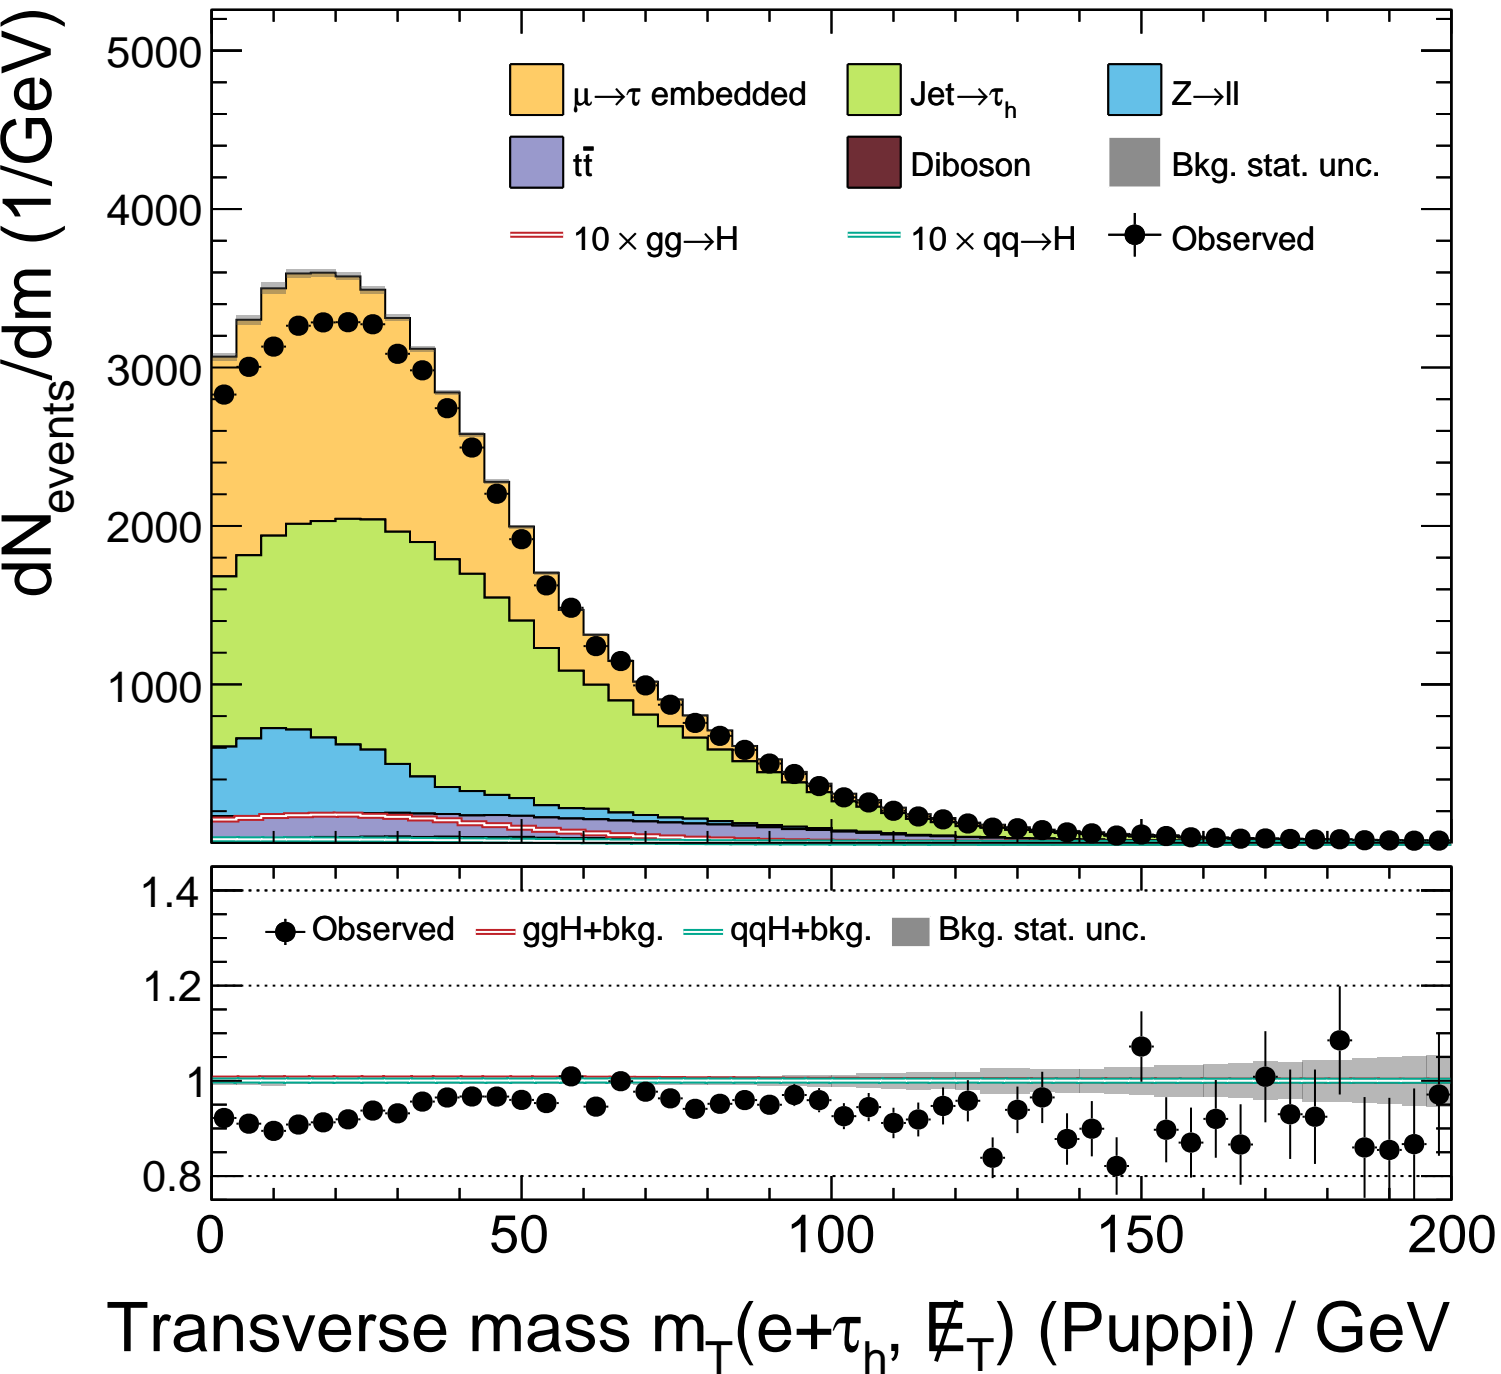 dN_events/dm (1/GeV)
5000
4000
3000
2000
1000
μ→τ embedded
Jet→τ_h
Z→ll
tt̄
Diboson
Bkg. stat. unc.
10 × gg→H
10 × qq→H
Observed
1.4
1.2
1
0.8
Observed
ggH+bkg.
qqH+bkg.
Bkg. stat. unc.
0
50
100
150
200
Transverse mass m_T(e+τ_h, E̸_T) (Puppi) / GeV